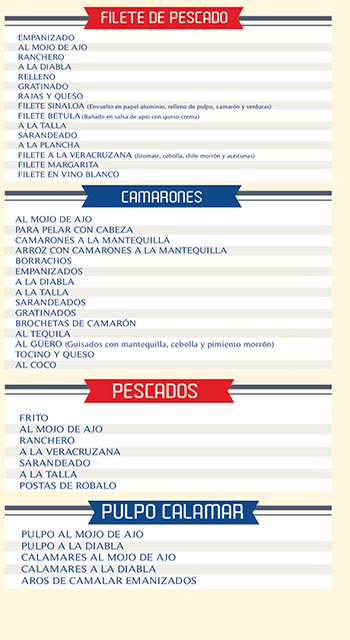 FILETE DE PESCADO
EMPANIZADO
AL MOJO DE AJO
RANCHERO
A LA DIABLA
RELLENO
GRATINADO
RAJAS Y QUESO
FILETE SINALOA (Envuelto en papel aluminio, relleno de pulpo, camarón y verduras)
FILETE BETULA (Bañado en salsa de apio con queso crema)
A LA TALLA
SARANDEADO
A LA PLANCHA
FILETE A LA VERACRUZANA (Jitomate, cebolla, chile morrón y aceitunas)
FILETE MARGARITA
FILETE EN VINO BLANCO
CAMARONES
AL MOJO DE AJO
PARA PELAR CON CABEZA
CAMARONES A LA MANTEQUILLA
ARROZ CON CAMARONES A LA MANTEQUILLA
BORRACHOS
EMPANIZADOS
A LA DIABLA
A LA TALLA
SARANDEADOS
GRATINADOS
BROCHETAS DE CAMARÓN
AL TEQUILA
AL GÜERO (Guisados con mantequilla, cebolla y pimiento morrón)
TOCINO Y QUESO
AL COCO
PESCADOS
FRITO
AL MOJO DE AJO
RANCHERO
A LA VERACRUZANA
SARANDEADO
A LA TALLA
POSTAS DE ROBALO
PULPO CALAMAR
PULPO AL MOJO DE AJO
PULPO A LA DIABLA
CALAMARES AL MOJO DE AJO
CALAMARES A LA DIABLA
AROS DE CAMALAR EMANIZADOS